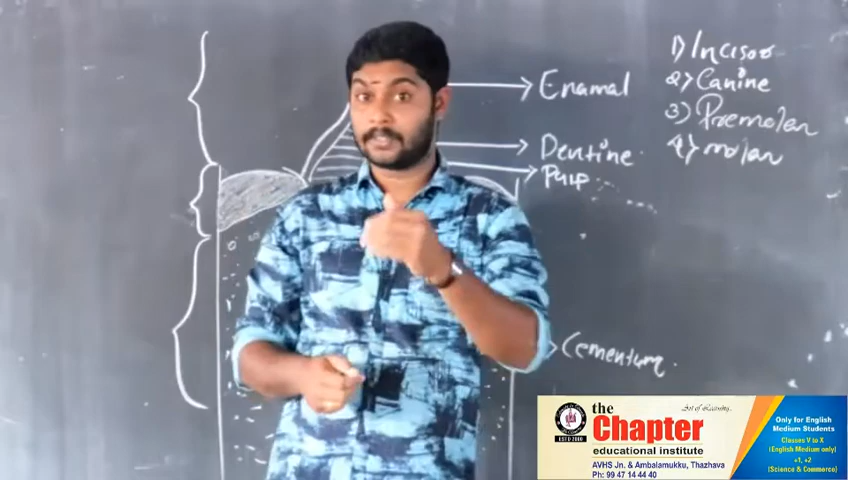 Enamal
Dentine
Pulp
Cementum
1) Incisor
2) Canine
3) Premolar
4) molar
ESTD 2000
the
Chapter
educational institute
Art of Learning
AVHS Jn. & Ambalamukku, Thazhava
Ph: 99 47 14 44 40
Only for English
Medium Students
Classes V to X
(English Medium only)
+1, +2
(Science & Commerce)